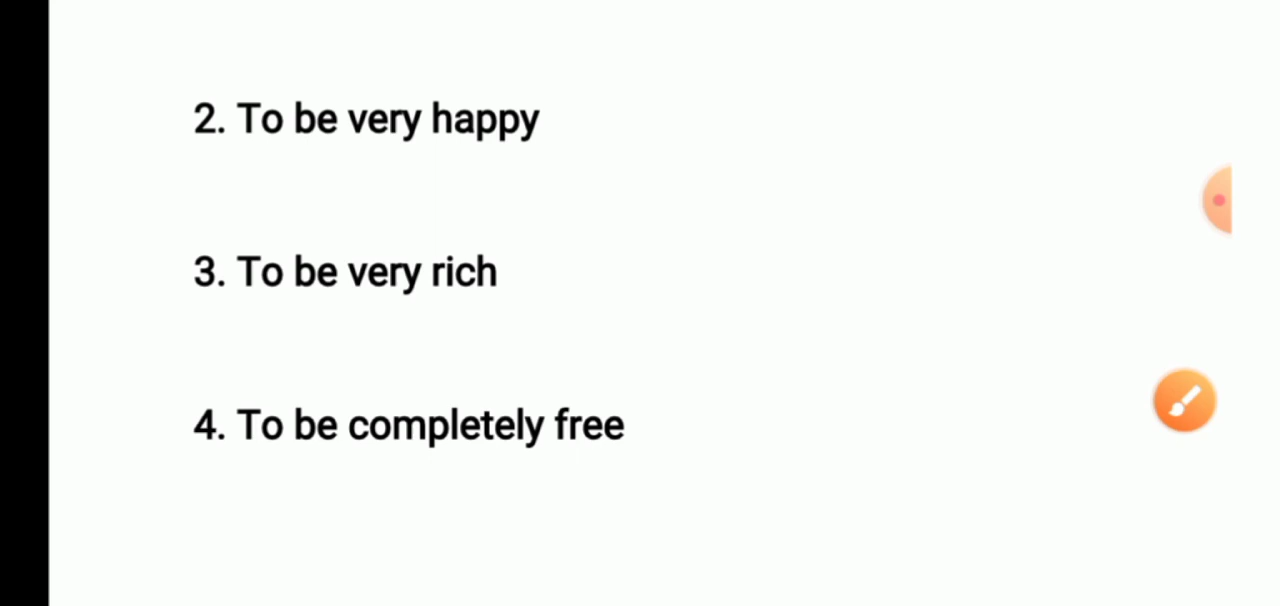 2. To be very happy
3. To be very rich
4. To be completely free